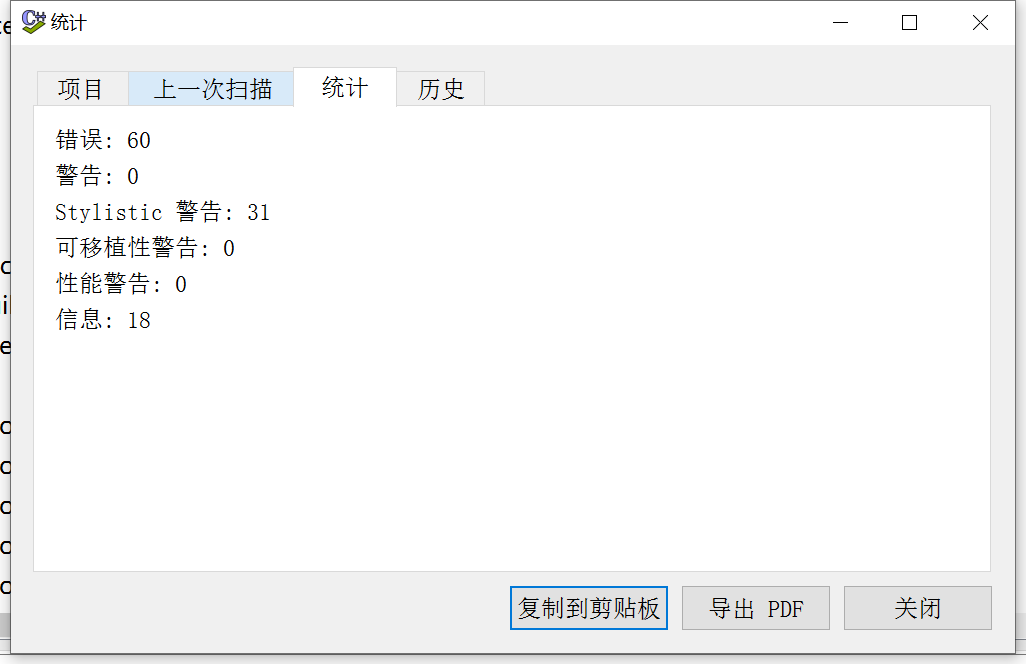 统计
项目 上一次扫描 统计 历史
错误: 60
警告: 0
Stylistic 警告: 31
可移植性警告: 0
性能警告: 0
信息: 18
复制到剪贴板 导出 PDF 关闭